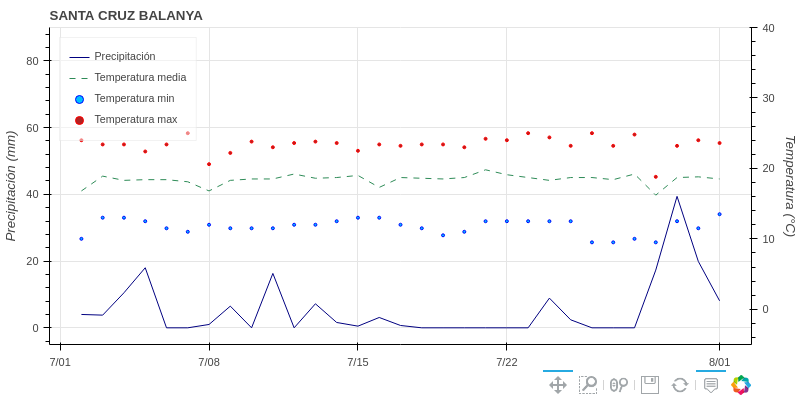 SANTA CRUZ BALANYA
Precipitación
Temperatura media
Temperatura min
Temperatura max
Precipitación (mm)
80
60
40
20
0
40
30
20
10
0
Temperatura (°C)
7/01
7/08
7/15
7/22
8/01